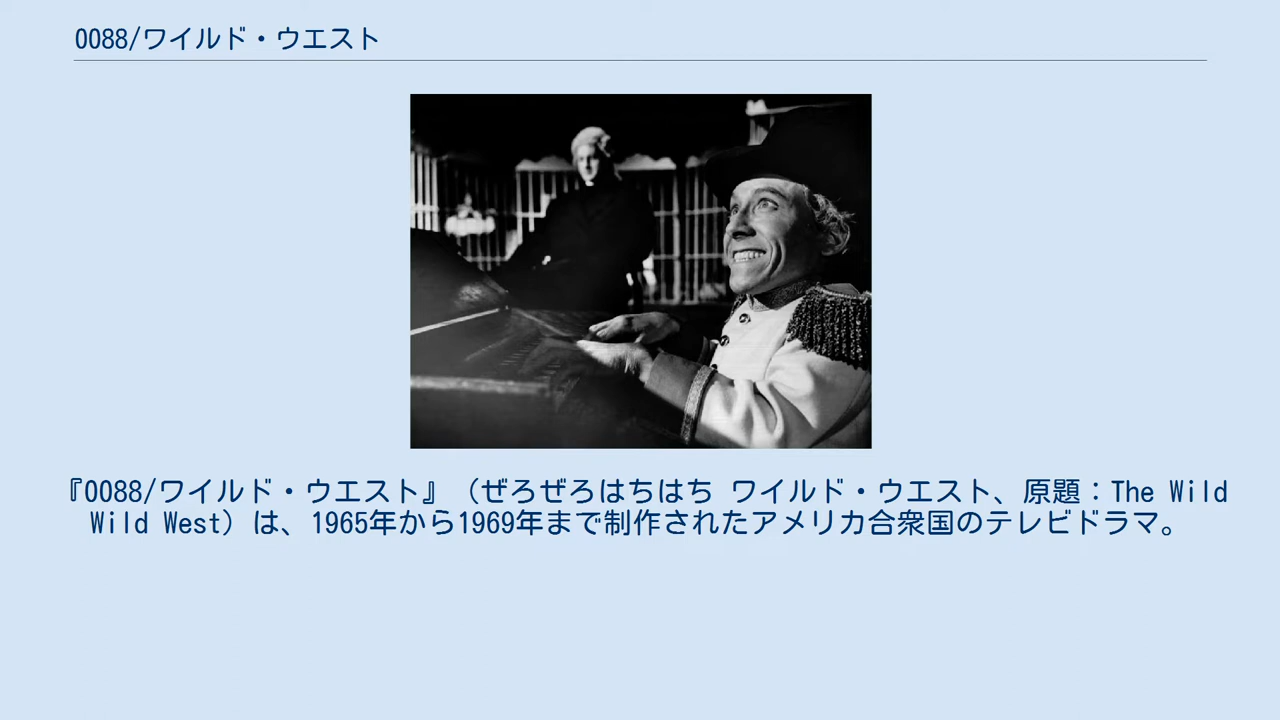 0088/ワイルド・ウエスト
『0088/ワイルド・ウエスト』（ぜろぜろはちはち ワイルド・ウエスト、原題：The Wild
Wild West）は、1965年から1969年まで制作されたアメリカ合衆国のテレビドラマ。